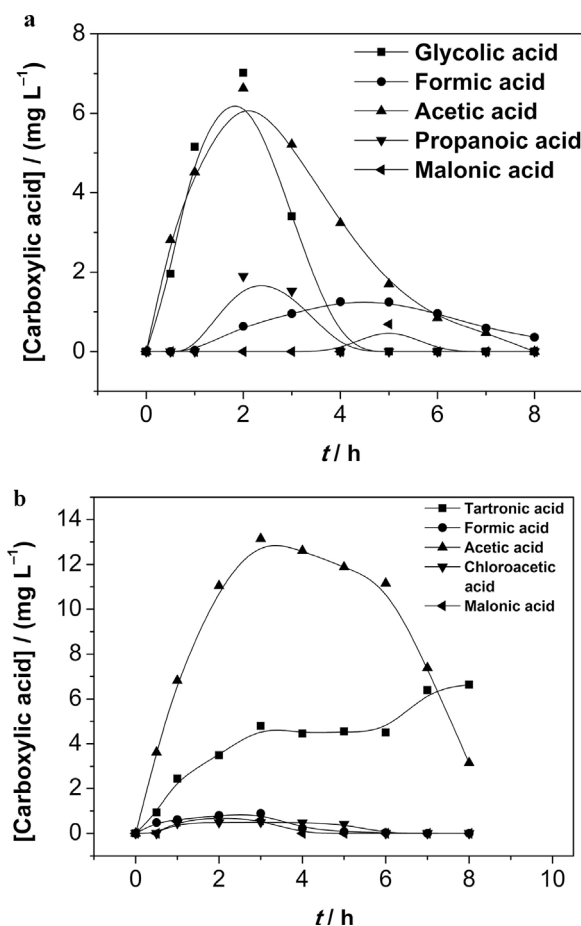 a
8
6
4
2
0
[Carboxylic acid] / (mg L⁻¹)
Glycolic acid
Formic acid
Acetic acid
Propanoic acid
Malonic acid
0 2 4 6 8
t / h
b
14
12
10
8
6
4
2
0
[Carboxylic acid] / (mg L⁻¹)
Tartronic acid
Formic acid
Acetic acid
Chloroacetic
acid
Malonic acid
0 2 4 6 8 10
t / h